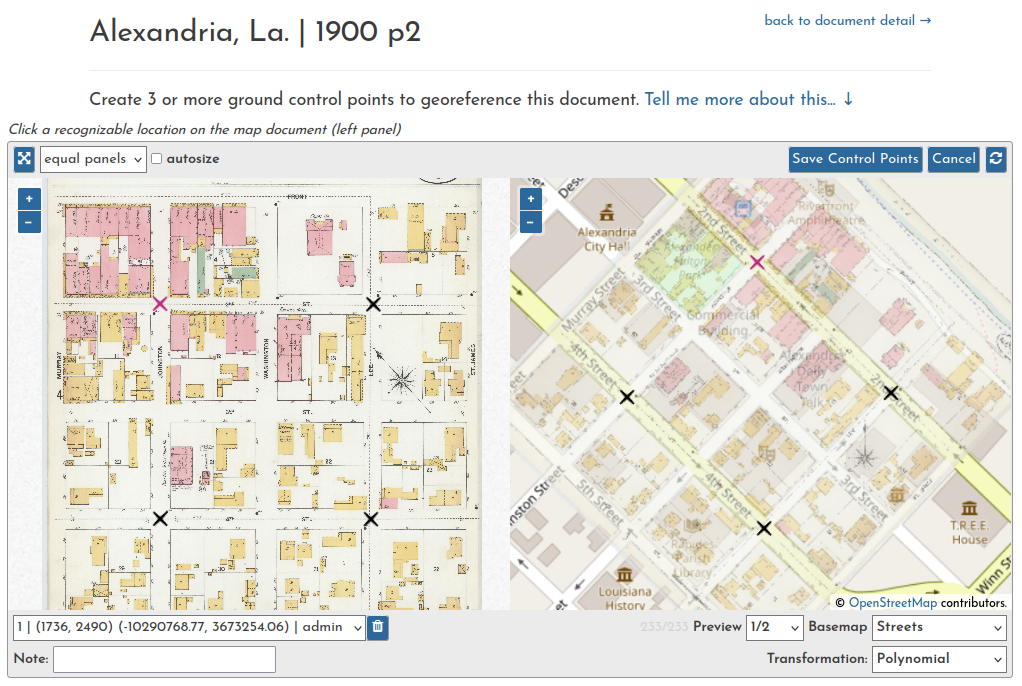 Alexandria, La. | 1900 p2
back to document detail →
Create 3 or more ground control points to georeference this document. Tell me more about this... ↓
Click a recognizable location on the map document (left panel)
equal panels
autosize
Save Control Points
Cancel
+
−
FRONT
ST.
MURRAY
JOHNSTON
WASHINGTON
LEE
ST. JAMES
4
3RD
ST.
4TH
ST.
+
−
Alexandria
City Hall
2nd Street
Riverfront
Amphitheatre
Murray Street
3rd Street
Commercial
Building
4th Street
Alexandria
Daily
Town
Talk
2nd Street
5th Street
4th Street
3rd Street
T.R.E.E.
House
Rapides
Parish
Library
Louisiana
History
Winn St
© OpenStreetMap contributors.
1 | (1736, 2490) (-10290768.77, 3673254.06) | admin
233/233
Preview
1/2
Basemap
Streets
Note:
Transformation:
Polynomial